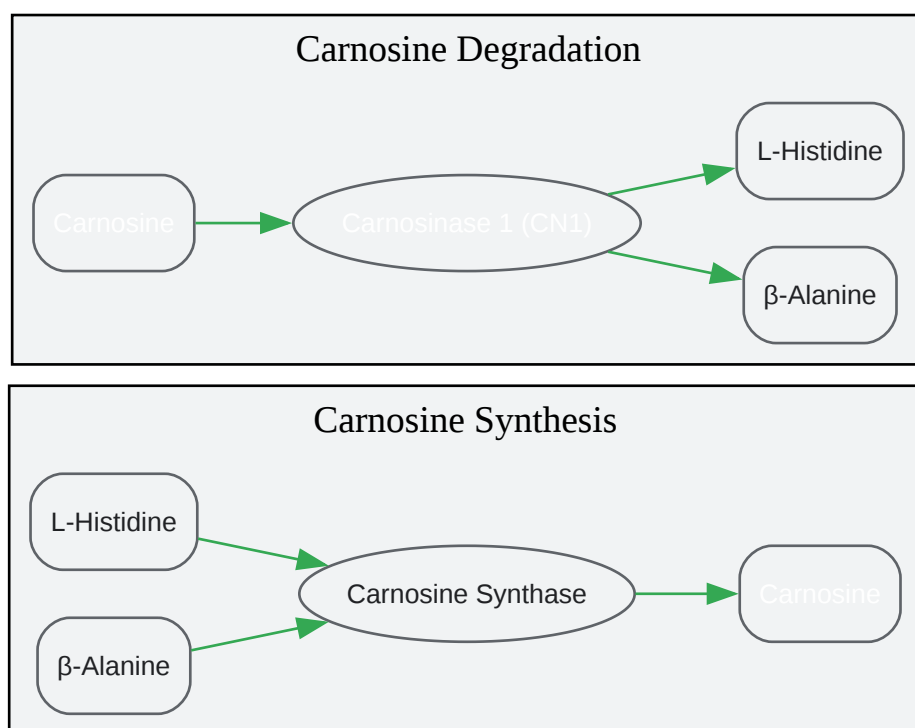 Carnosine Degradation
L-Histidine
Carnosine
Carnosinase 1 (CN1)
β-Alanine
Carnosine Synthesis
L-Histidine
Carnosine Synthase
Carnosine
β-Alanine